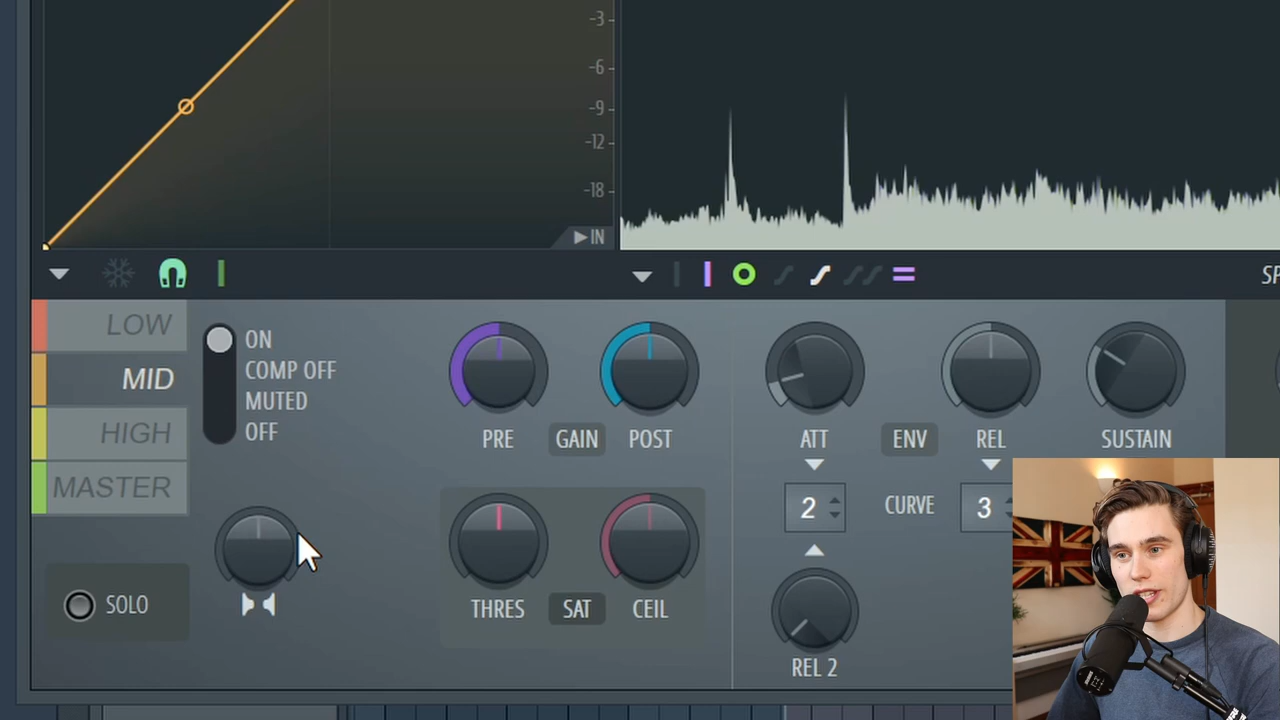 -3
-6
-9
-12
-18
▶IN
SP
LOW
MID
HIGH
MASTER
ON
COMP OFF
MUTED
OFF
SOLO
PRE
GAIN
POST
THRES
SAT
CEIL
ATT
ENV
REL
SUSTAIN
2
CURVE
3
REL 2